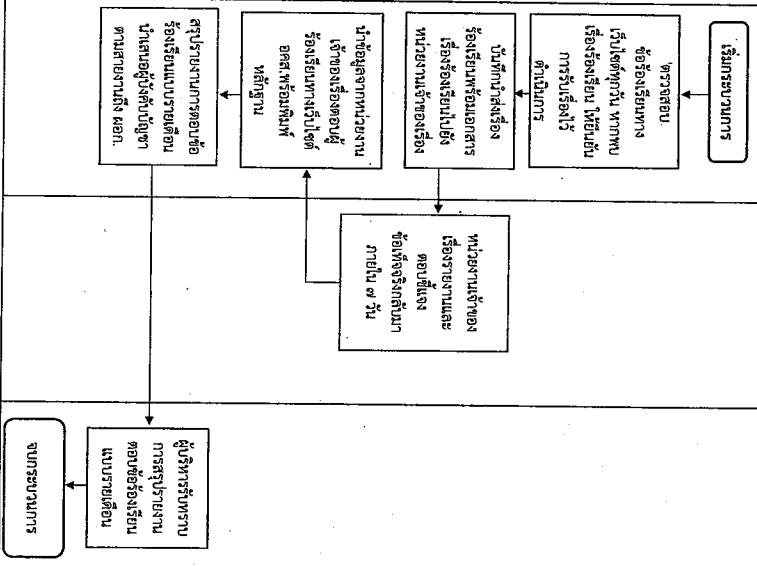 เริ่มกระบวนการ
ตรวจสอบ
ข้อร้องเรียนทาง
เว็ปไซต์ทุกวัน หากพบ
เรื่องร้องเรียน ให้ยืนยัน
การรับเรื่องไว้
ดำเนินการ
บันทึกนำส่งเรื่อง
ร้องเรียนพร้อมเอกสาร
เรื่องร้องเรียนไปยัง
หน่วยงานเจ้าของเรื่อง
หน่วยงานเจ้าของ
เรื่องรายงานและ
ตอบชี้แจง
ข้อเท็จจริงกลับมา
ภายใน ๗ วัน
นำข้อมูลจากหน่วยงาน
เจ้าของเรื่องตอบผู้
ร้องเรียนทางเว็ปไซต์
อคส.พร้อมพิมพ์
หลักฐาน
สรุปรายงานการตอบข้อ
ร้องเรียนแบบรายเดือน
นำเสนอผู้บังคับบัญชา
ตามสายงานถึง ผอก.
ผู้บริหารรับทราบ
การสรุปรายงาน
ตอบข้อร้องเรียน
แบบรายเดือน
จบกระบวนการ